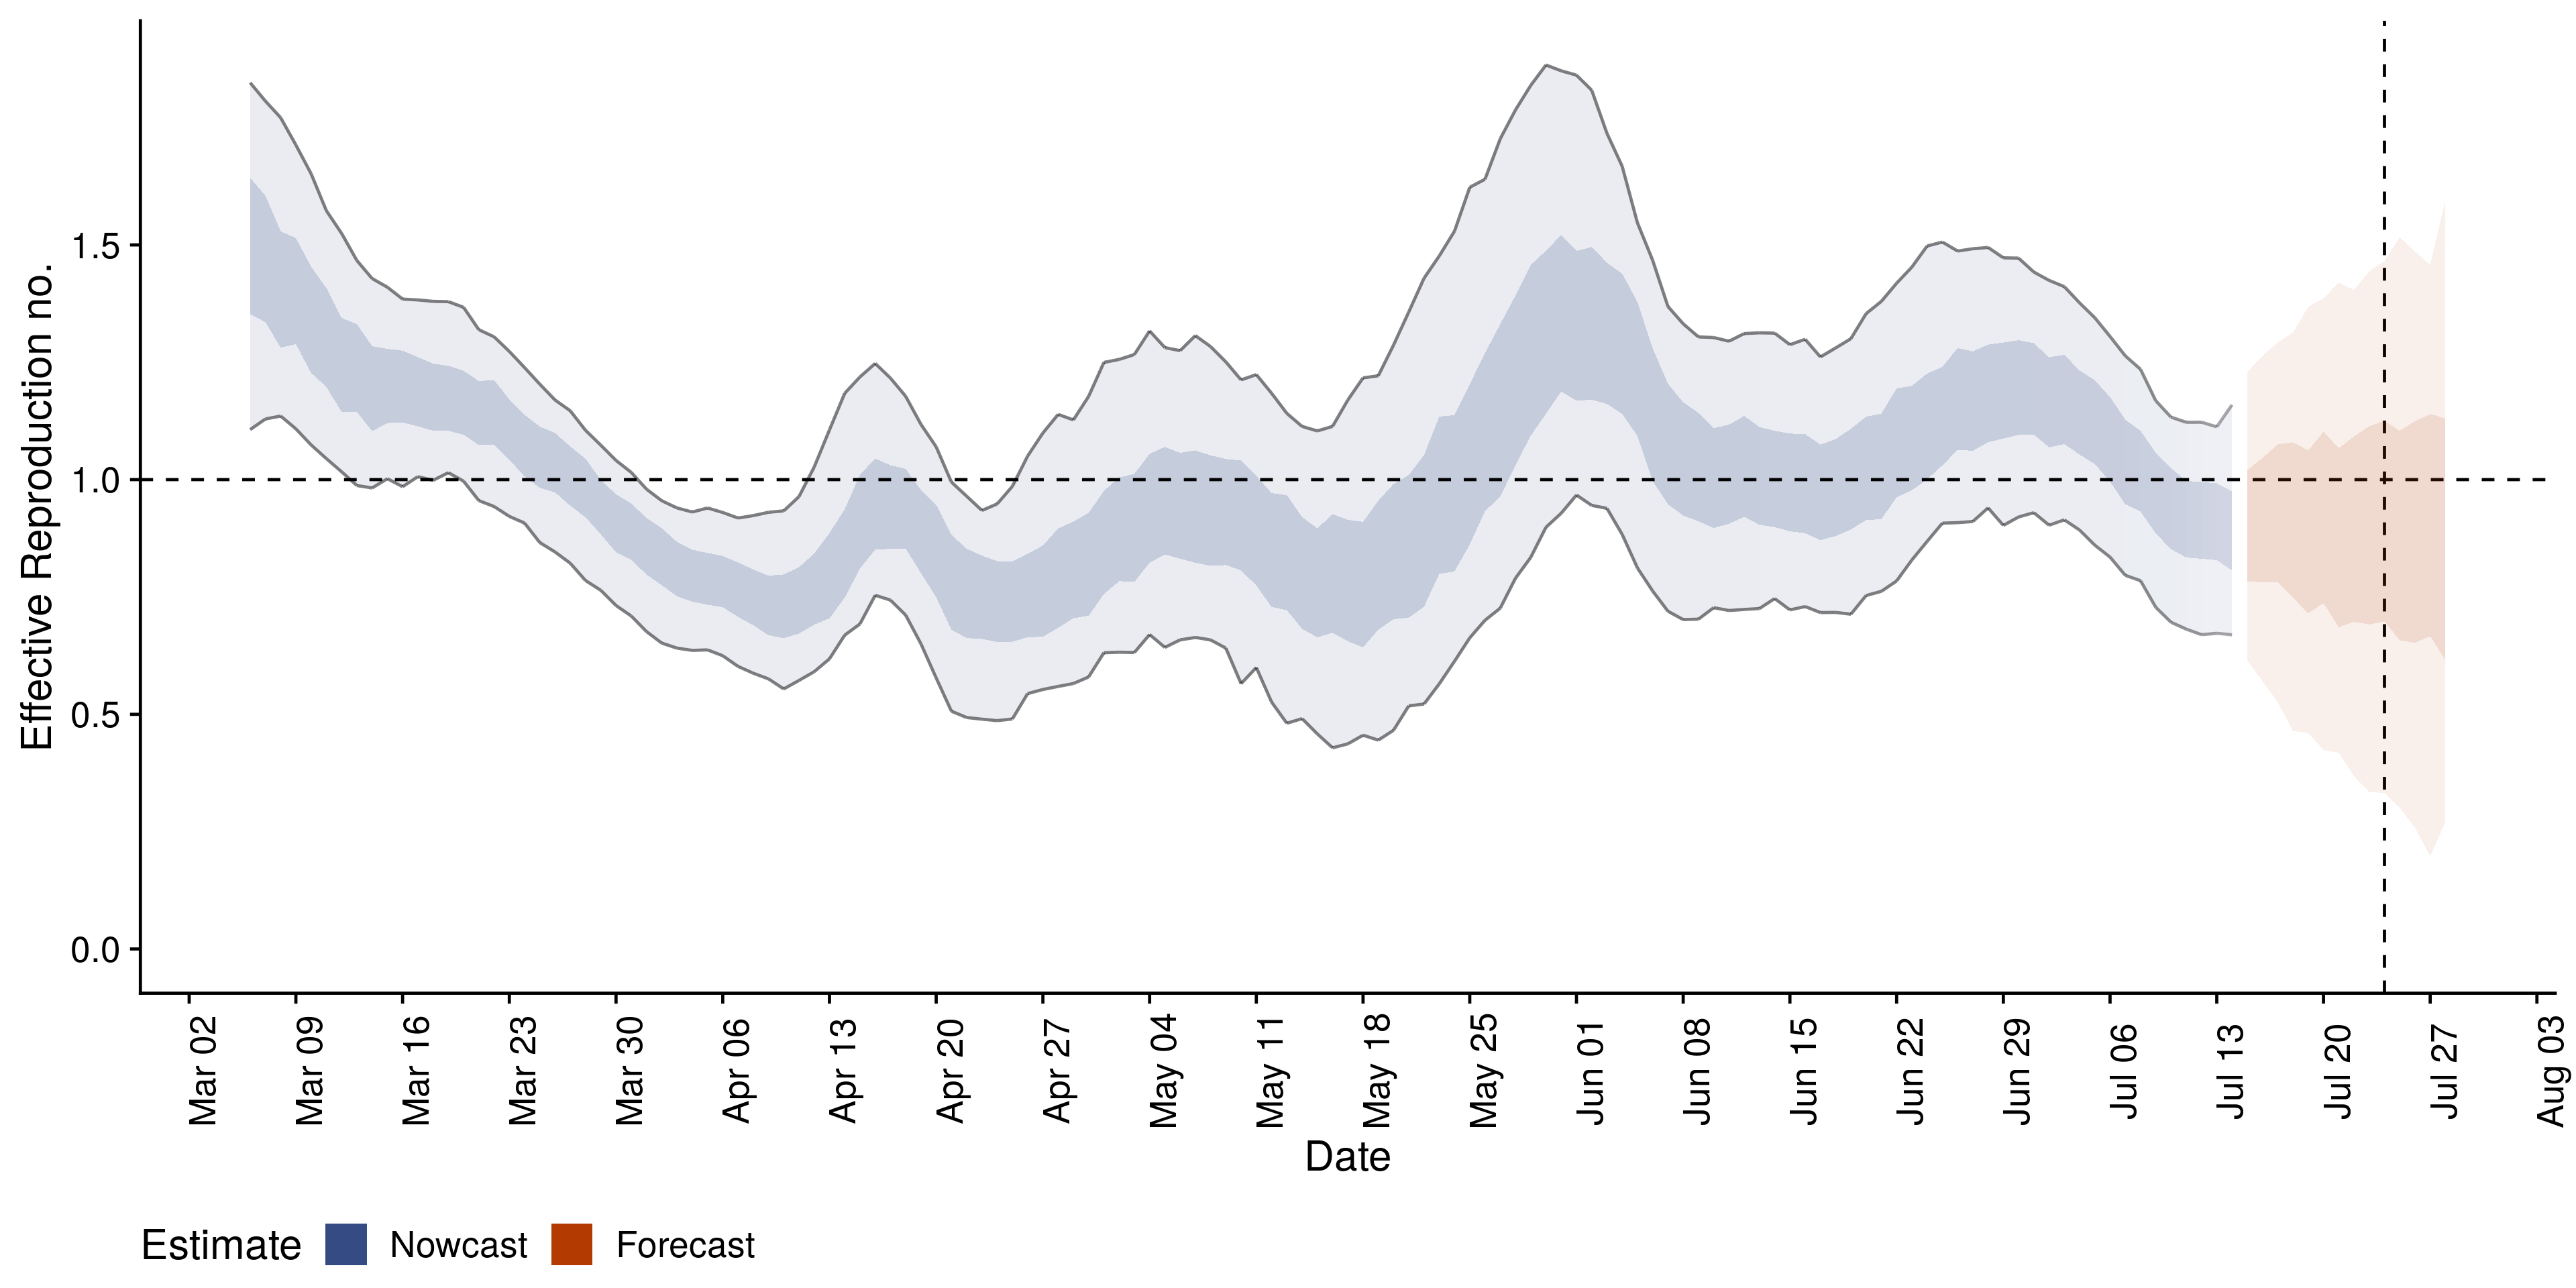 Effective Reproduction no.
1.5
1.0
0.5
0.0
Mar 02
Mar 09
Mar 16
Mar 23
Mar 30
Apr 06
Apr 13
Apr 20
Apr 27
May 04
May 11
May 18
May 25
Jun 01
Jun 08
Jun 15
Jun 22
Jun 29
Jul 06
Jul 13
Jul 20
Jul 27
Aug 03
Date
Estimate Nowcast Forecast